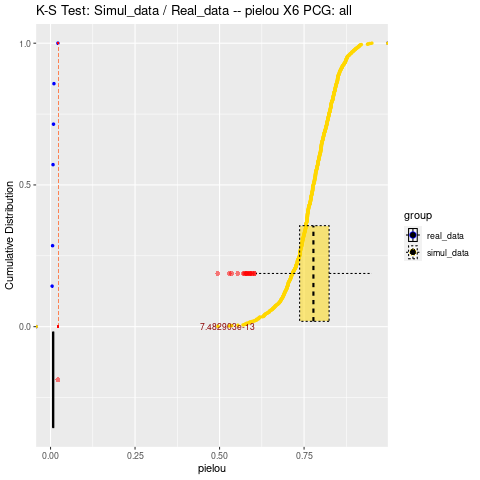 K-S Test: Simul_data / Real_data -- pielou X6 PCG: all
1.0
0.5
0.0
Cumulative Distribution
7.482903e-13
0.00
0.25
0.50
0.75
pielou
group
real_data
simul_data